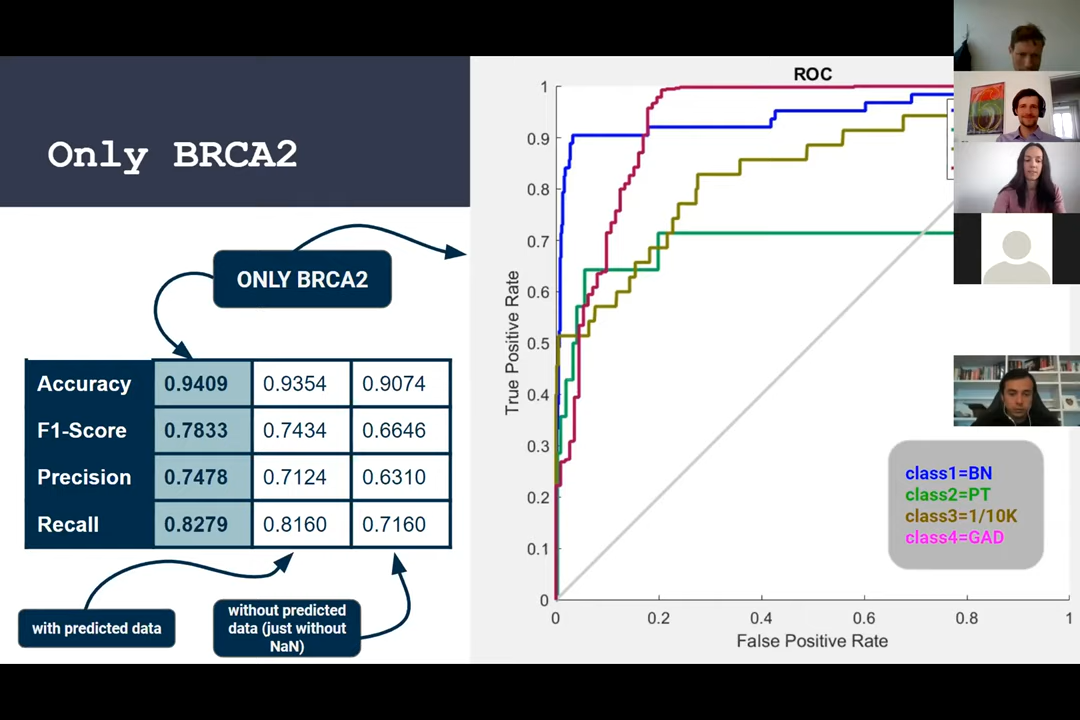 Only BRCA2
ONLY BRCA2
Accuracy 0.9409 0.9354 0.9074
F1-Score 0.7833 0.7434 0.6646
Precision 0.7478 0.7124 0.6310
Recall 0.8279 0.8160 0.7160
with predicted data
without predicted
data (just without
NaN)
ROC
True Positive Rate
1
0.9
0.8
0.7
0.6
0.5
0.4
0.3
0.2
0.1
0
0 0.2 0.4 0.6 0.8 1
False Positive Rate
class1=BN
class2=PT
class3=1/10K
class4=GAD